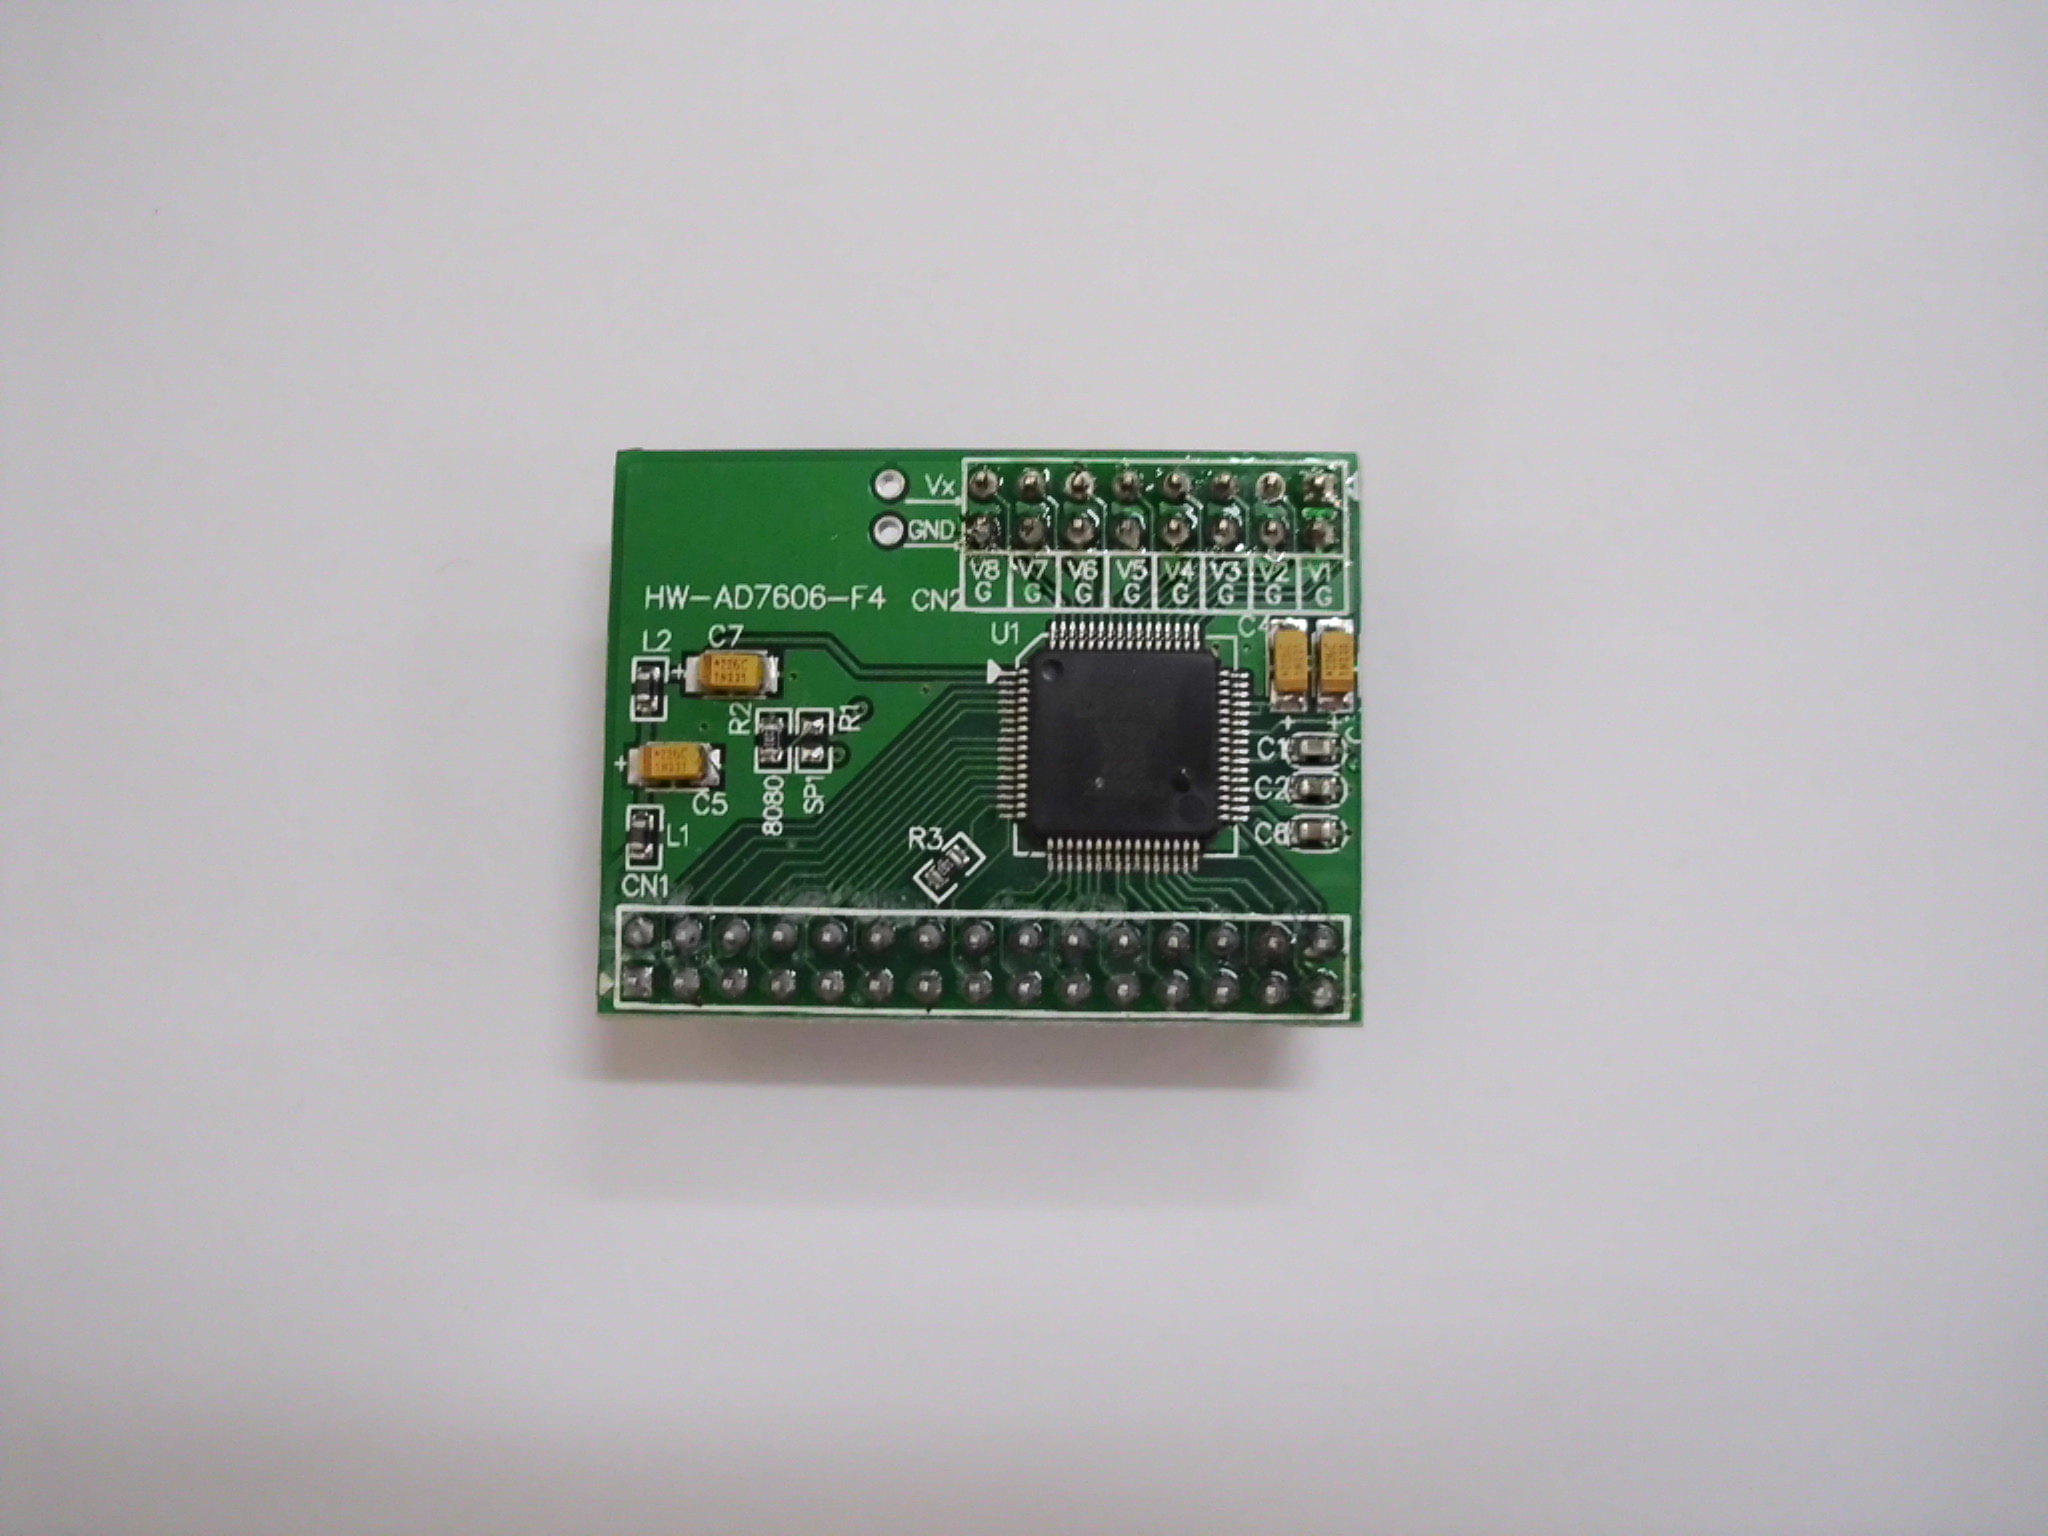 Vx
GND
V8 V7 V6 V5 V4 V3 V2 V1
G G G G G G G G
HW-AD7606-F4 CN2
U1
C4
L2
C7
R2
R1
8080
SP1
C5
L1
CN1
R3
C1
C2